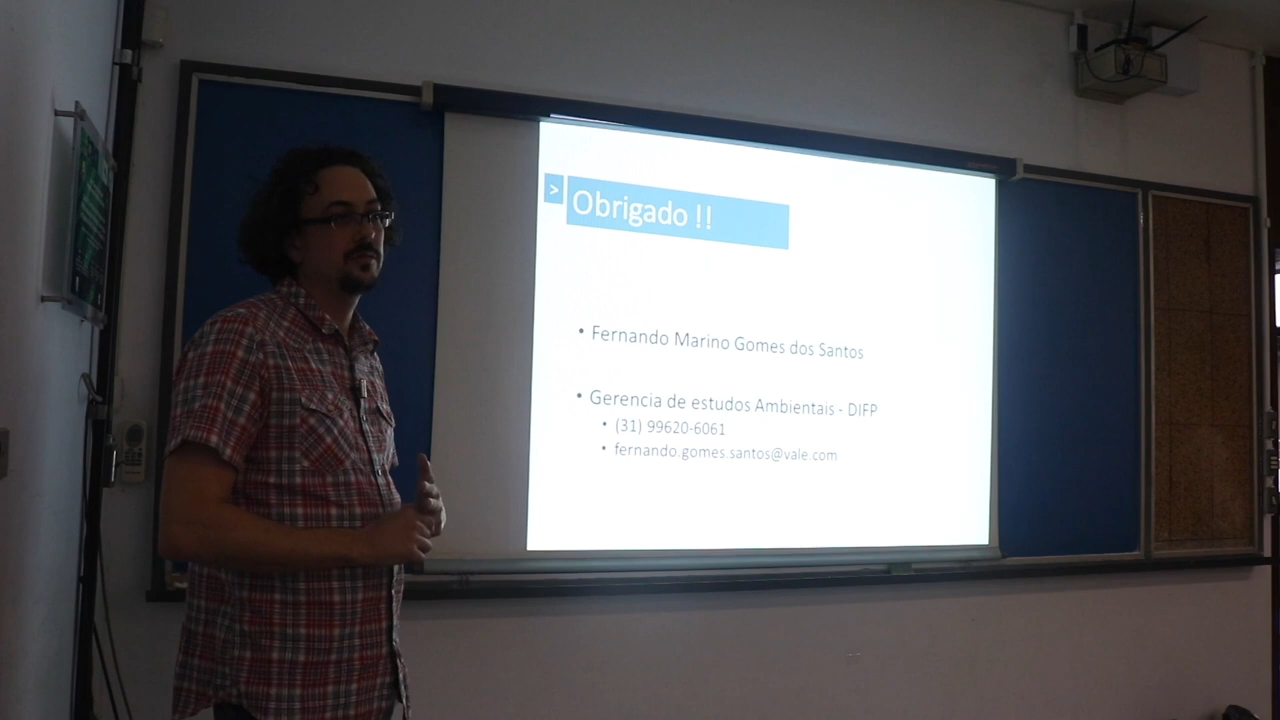 >
Obrigado !!
• Fernando Marino Gomes dos Santos
• Gerencia de estudos Ambientais - DIFP
• (31) 99620-6061
• fernando.gomes.santos@vale.com